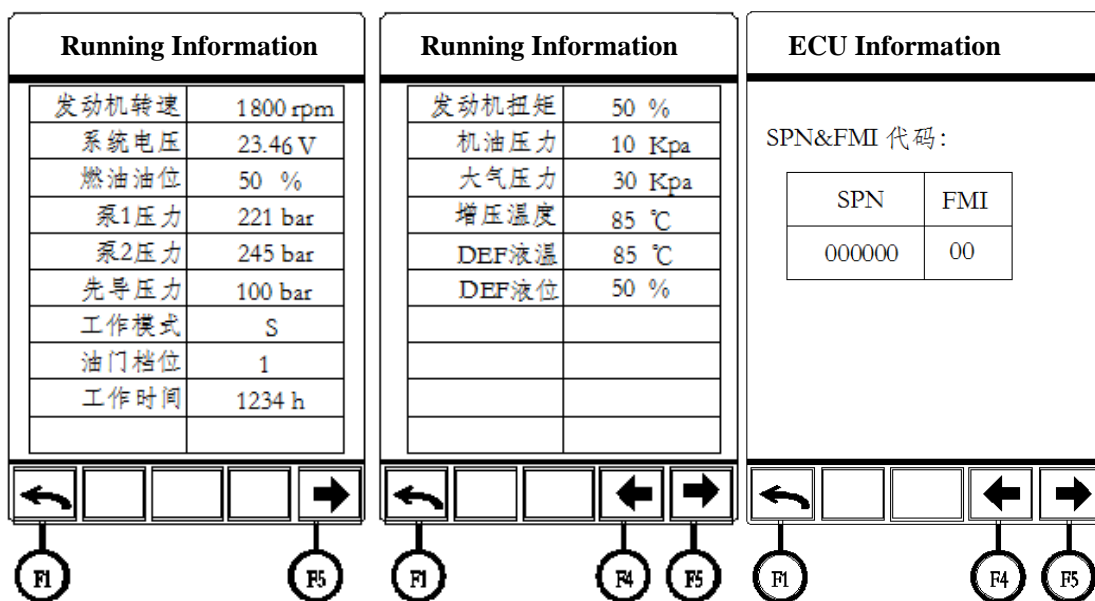 Running Information
发动机转速 1800 rpm
系统电压 23.46 V
燃油油位 50 %
泵1压力 221 bar
泵2压力 245 bar
先导压力 100 bar
工作模式 S
油门档位 1
工作时间 1234 h
F1 F5
Running Information
发动机扭矩 50 %
机油压力 10 Kpa
大气压力 30 Kpa
增压温度 85 ℃
DEF液温 85 ℃
DEF液位 50 %
F1 F4 F5
ECU Information
SPN&FMI 代码:
SPN FMI
000000 00
F1 F4 F5